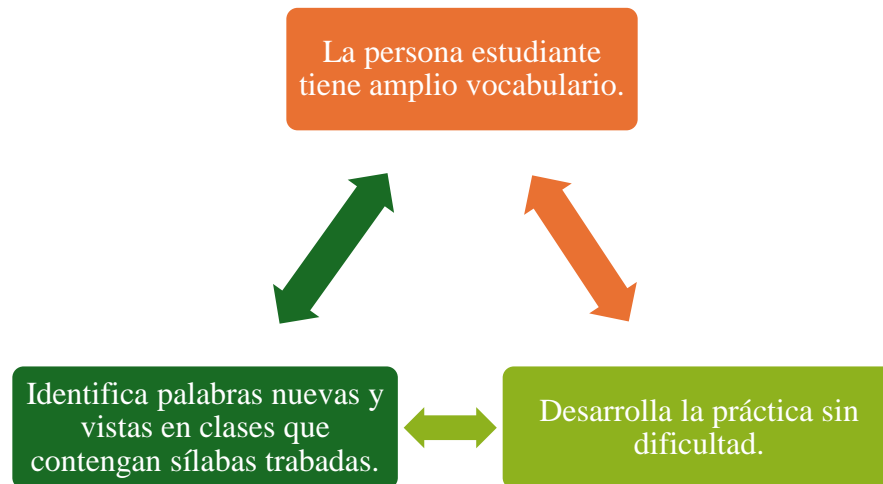 La persona estudiante
tiene amplio vocabulario.
Identifica palabras nuevas y
vistas en clases que
contengan sílabas trabadas.
Desarrolla la práctica sin
dificultad.